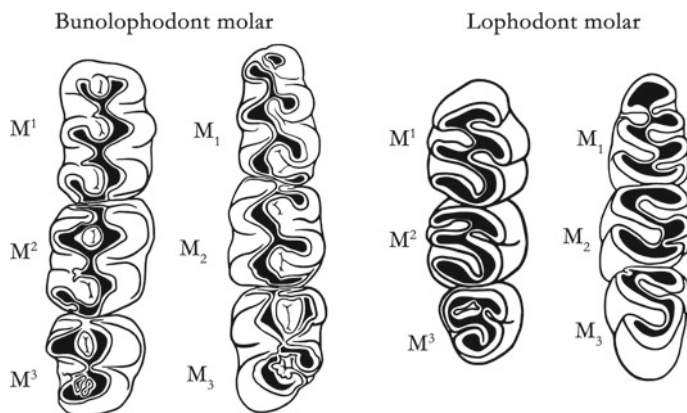 Bunolophodont molar
M¹
M²
M³
M₁
M₂
M₃
Lophodont molar
M¹
M²
M³
M₁
M₂
M₃